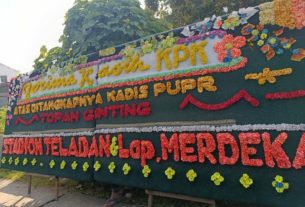 Terima Kasih KPK
ATAS DITANGKAPNYA KADIS PUPR
TOPAN GINTING
STADION TELADAN & Lap. MERDEKA